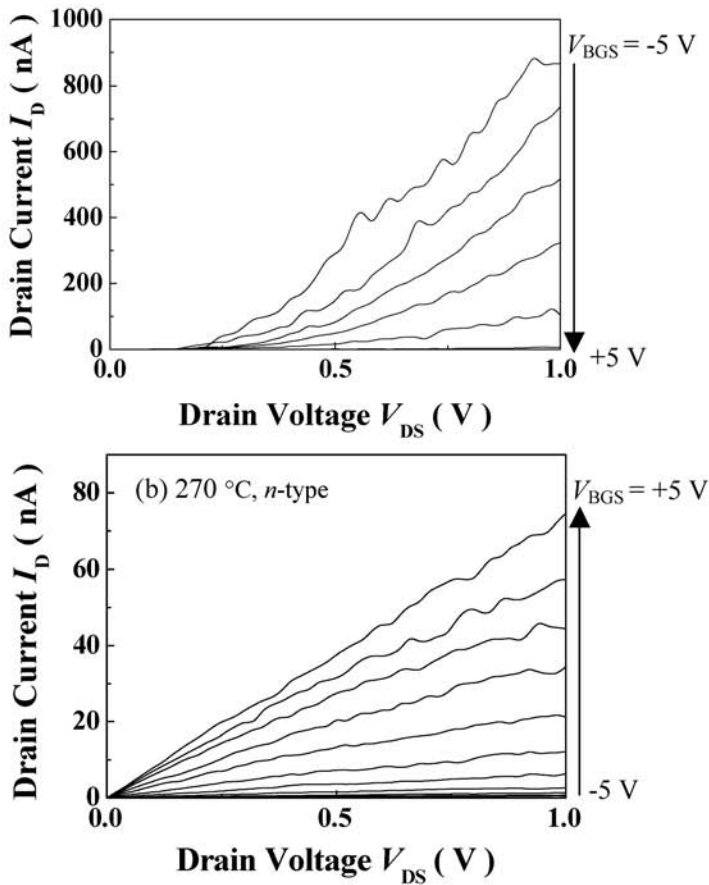 1000
V_BGS = -5 V
800
600
400
200
0
Drain Current I_D ( nA )
+5 V
0.0 0.5 1.0
Drain Voltage V_DS ( V )
(b) 270 °C, n-type
V_BGS = +5 V
80
60
40
20
0
Drain Current I_D ( nA )
-5 V
0.0 0.5 1.0
Drain Voltage V_DS ( V )